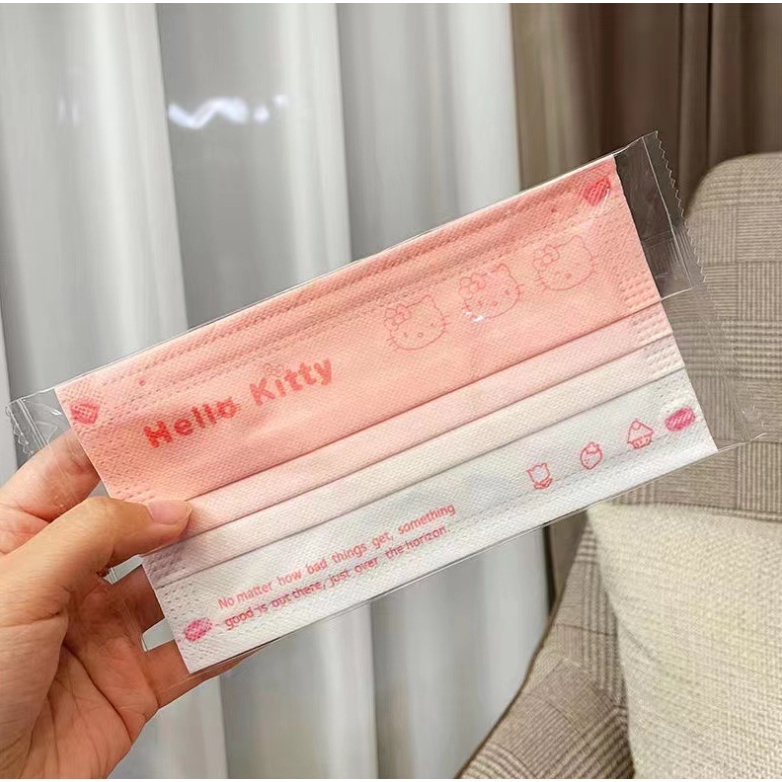 Hello Kitty
No matter how bad things get, something
good is out there, just over the horizon